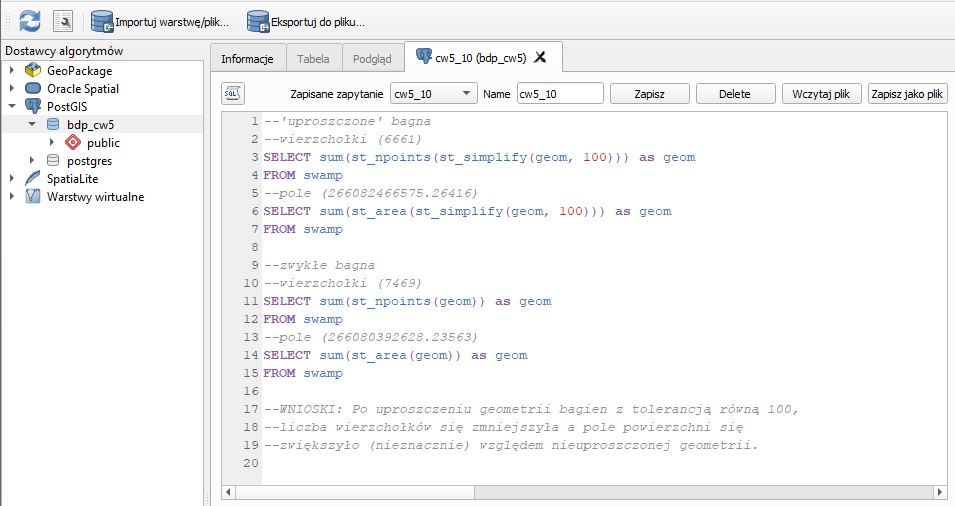 Importuj warstwę/plik...
Eksportuj do pliku...
Dostawcy algorytmów
GeoPackage
Oracle Spatial
PostGIS
bdp_cw5
public
postgres
SpatiaLite
Warstwy wirtualne
Informacje
Tabela
Podgląd
cw5_10 (bdp_cw5)
SQL
Zapisane zapytanie
cw5_10
Name
cw5_10
Zapisz
Delete
Wczytaj plik
Zapisz jako plik
1 --'uproszczone' bagna
2 --wierzchołki (6661)
3 SELECT sum(st_npoints(st_simplify(geom, 100))) as geom
4 FROM swamp
5 --pole (266082466575.26416)
6 SELECT sum(st_area(st_simplify(geom, 100))) as geom
7 FROM swamp
8
9 --zwykłe bagna
10 --wierzchołki (7469)
11 SELECT sum(st_npoints(geom)) as geom
12 FROM swamp
13 --pole (266080392628.23563)
14 SELECT sum(st_area(geom)) as geom
15 FROM swamp
16
17 --WNIOSKI: Po uproszczeniu geometrii bagien z tolerancją równą 100,
18 --liczba wierzchołków się zmniejszyła a pole powierzchni się
19 --zwiększyło (nieznacznie) względem nieuproszczonej geometrii.
20